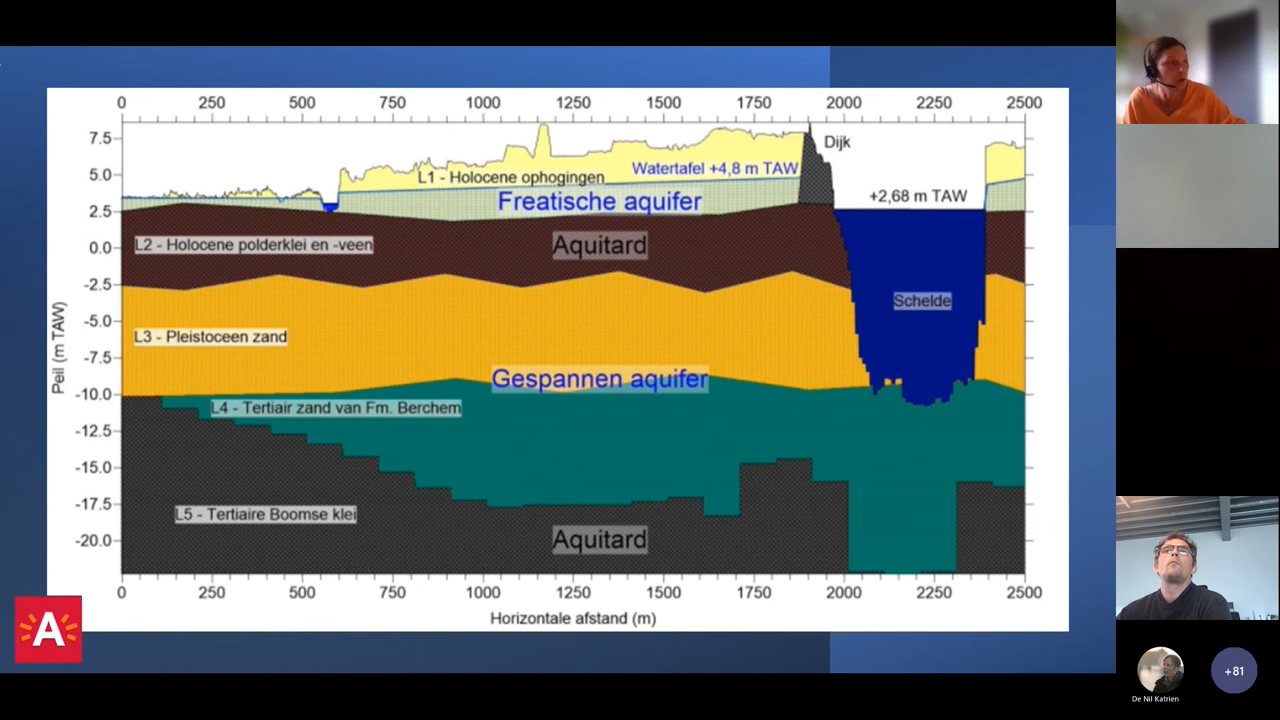 0 250 500 750 1000 1250 1500 1750 2000 2250 2500
7.5
Dijk
5.0
L1 - Holocene ophogingen
Watertafel +4,8 m TAW
+2,68 m TAW
Freatische aquifer
2.5
L2 - Holocene polderklei en -veen
Aquitard
0.0
-2.5
Schelde
-5.0
L3 - Pleistoceen zand
-7.5
Peil (m TAW)
Gespannen aquifer
-10.0
L4 - Tertiair zand van Fm. Berchem
-12.5
-15.0
-17.5
L5 - Tertiaire Boomse klei
Aquitard
-20.0
0 250 500 750 1000 1250 1500 1750 2000 2250 2500
Horizontale afstand (m)
A
De Nil Katrien
+81